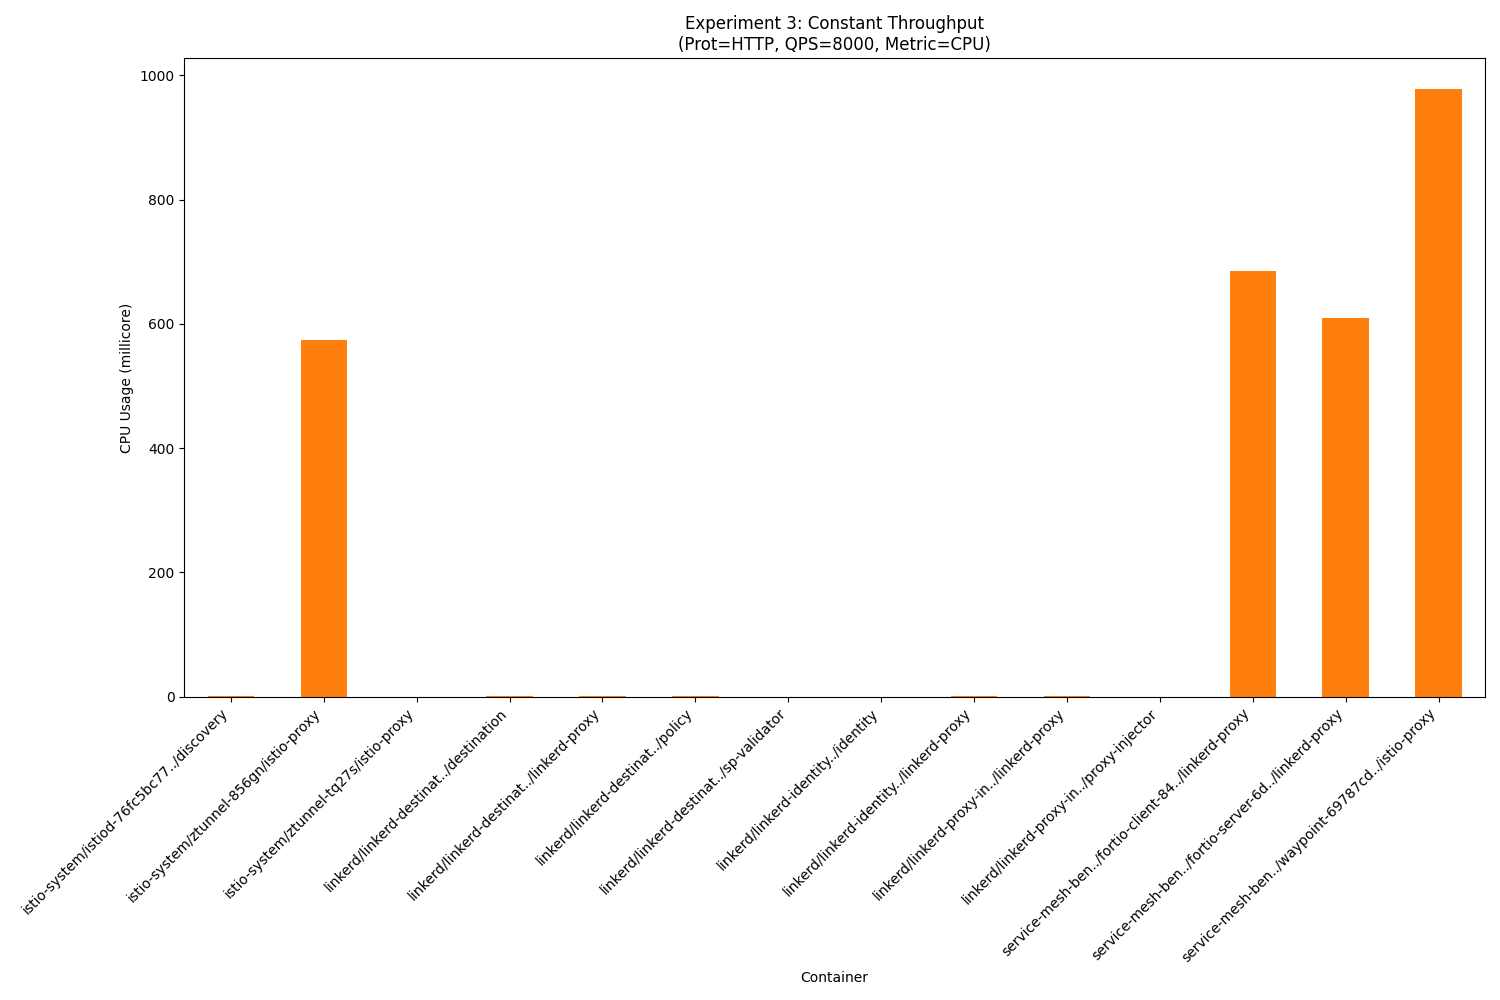 Experiment 3: Constant Throughput
(Prot=HTTP, QPS=8000, Metric=CPU)
CPU Usage (millicore)
1000
800
600
400
200
0
istio-system/istiod-76fc5bc77../discovery
istio-system/ztunnel-856gn/istio-proxy
istio-system/ztunnel-tq27s/istio-proxy
linkerd/linkerd-destinat../destination
linkerd/linkerd-destinat../linkerd-proxy
linkerd/linkerd-destinat../policy
linkerd/linkerd-destinat../sp-validator
linkerd/linkerd-identity../identity
linkerd/linkerd-identity../linkerd-proxy
linkerd/linkerd-proxy-in../linkerd-proxy
linkerd/linkerd-proxy-in../proxy-injector
service-mesh-ben../fortio-client-84../linkerd-proxy
service-mesh-ben../fortio-server-6d../linkerd-proxy
service-mesh-ben../waypoint-69787cd../istio-proxy
Container